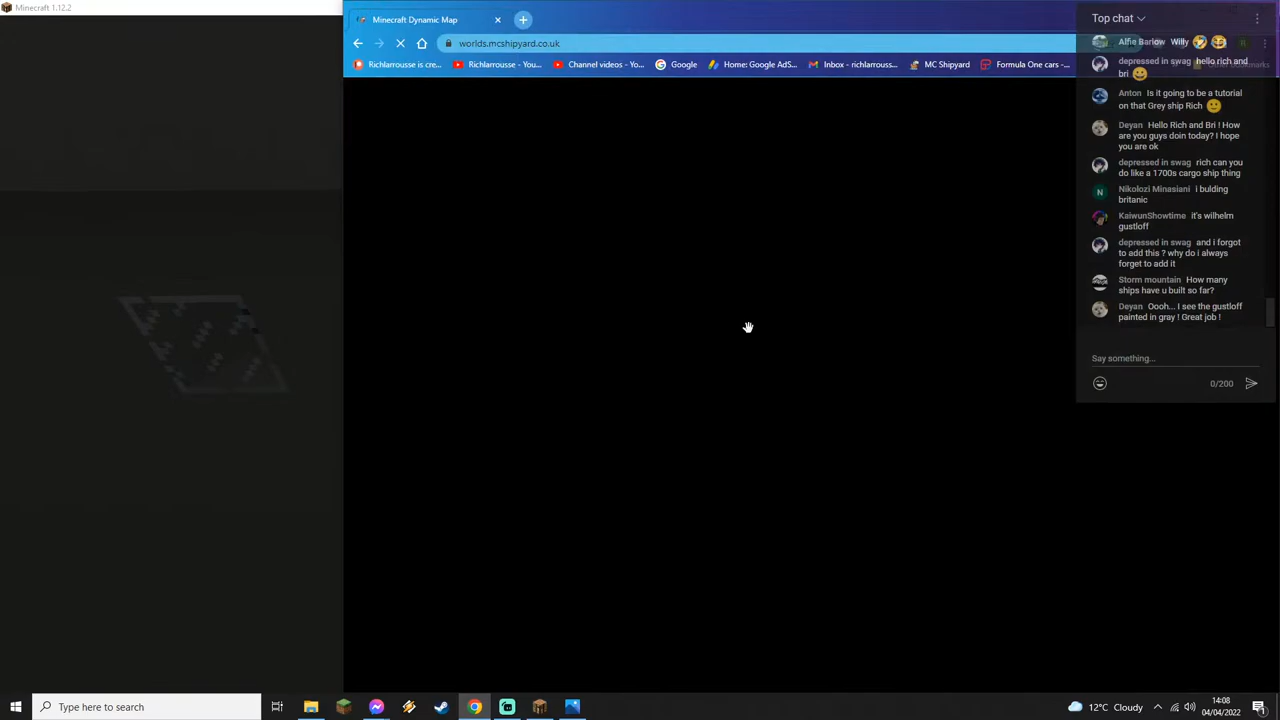 Minecraft 1.12.2
Minecraft Dynamic Map
worlds.mcshipyard.co.uk
Richlarrousse is cre...
Richlarrousse - You...
Channel videos - Yo...
Google
Home: Google AdS...
Inbox - richlarrouss...
MC Shipyard
Formula One cars -...
Top chat
Alfie Barlow Willy
depressed in swag hello rich and
bri
Anton Is it going to be a tutorial
on that Grey ship Rich
Deyan Hello Rich and Bri ! How
are you guys doin today? I hope
you are ok
depressed in swag rich can you
do like a 1700s cargo ship thing
N
Nikolozi Minasiani i bulding
britanic
KaiwunShowtime it's wilhelm
gustloff
depressed in swag and i forgot
to add this ? why do i always
forget to add it
Storm mountain How many
ships have u built so far?
Deyan Oooh... I see the gustloff
painted in gray ! Great job !
Say something...
0/200
Type here to search
12°C Cloudy
14:08
04/04/2022